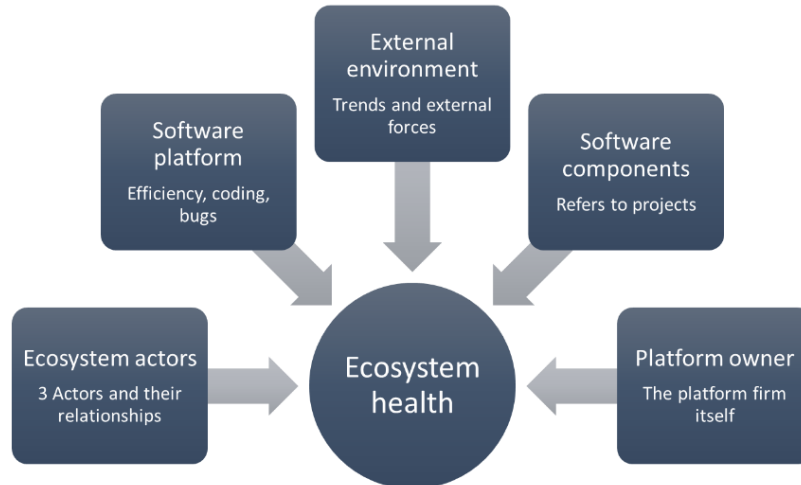 External
environment
Trends and external
forces
Software
platform
Efficiency, coding,
bugs
Software
components
Refers to projects
Ecosystem actors
3 Actors and their
relationships
Ecosystem
health
Platform owner
The platform firm
itself